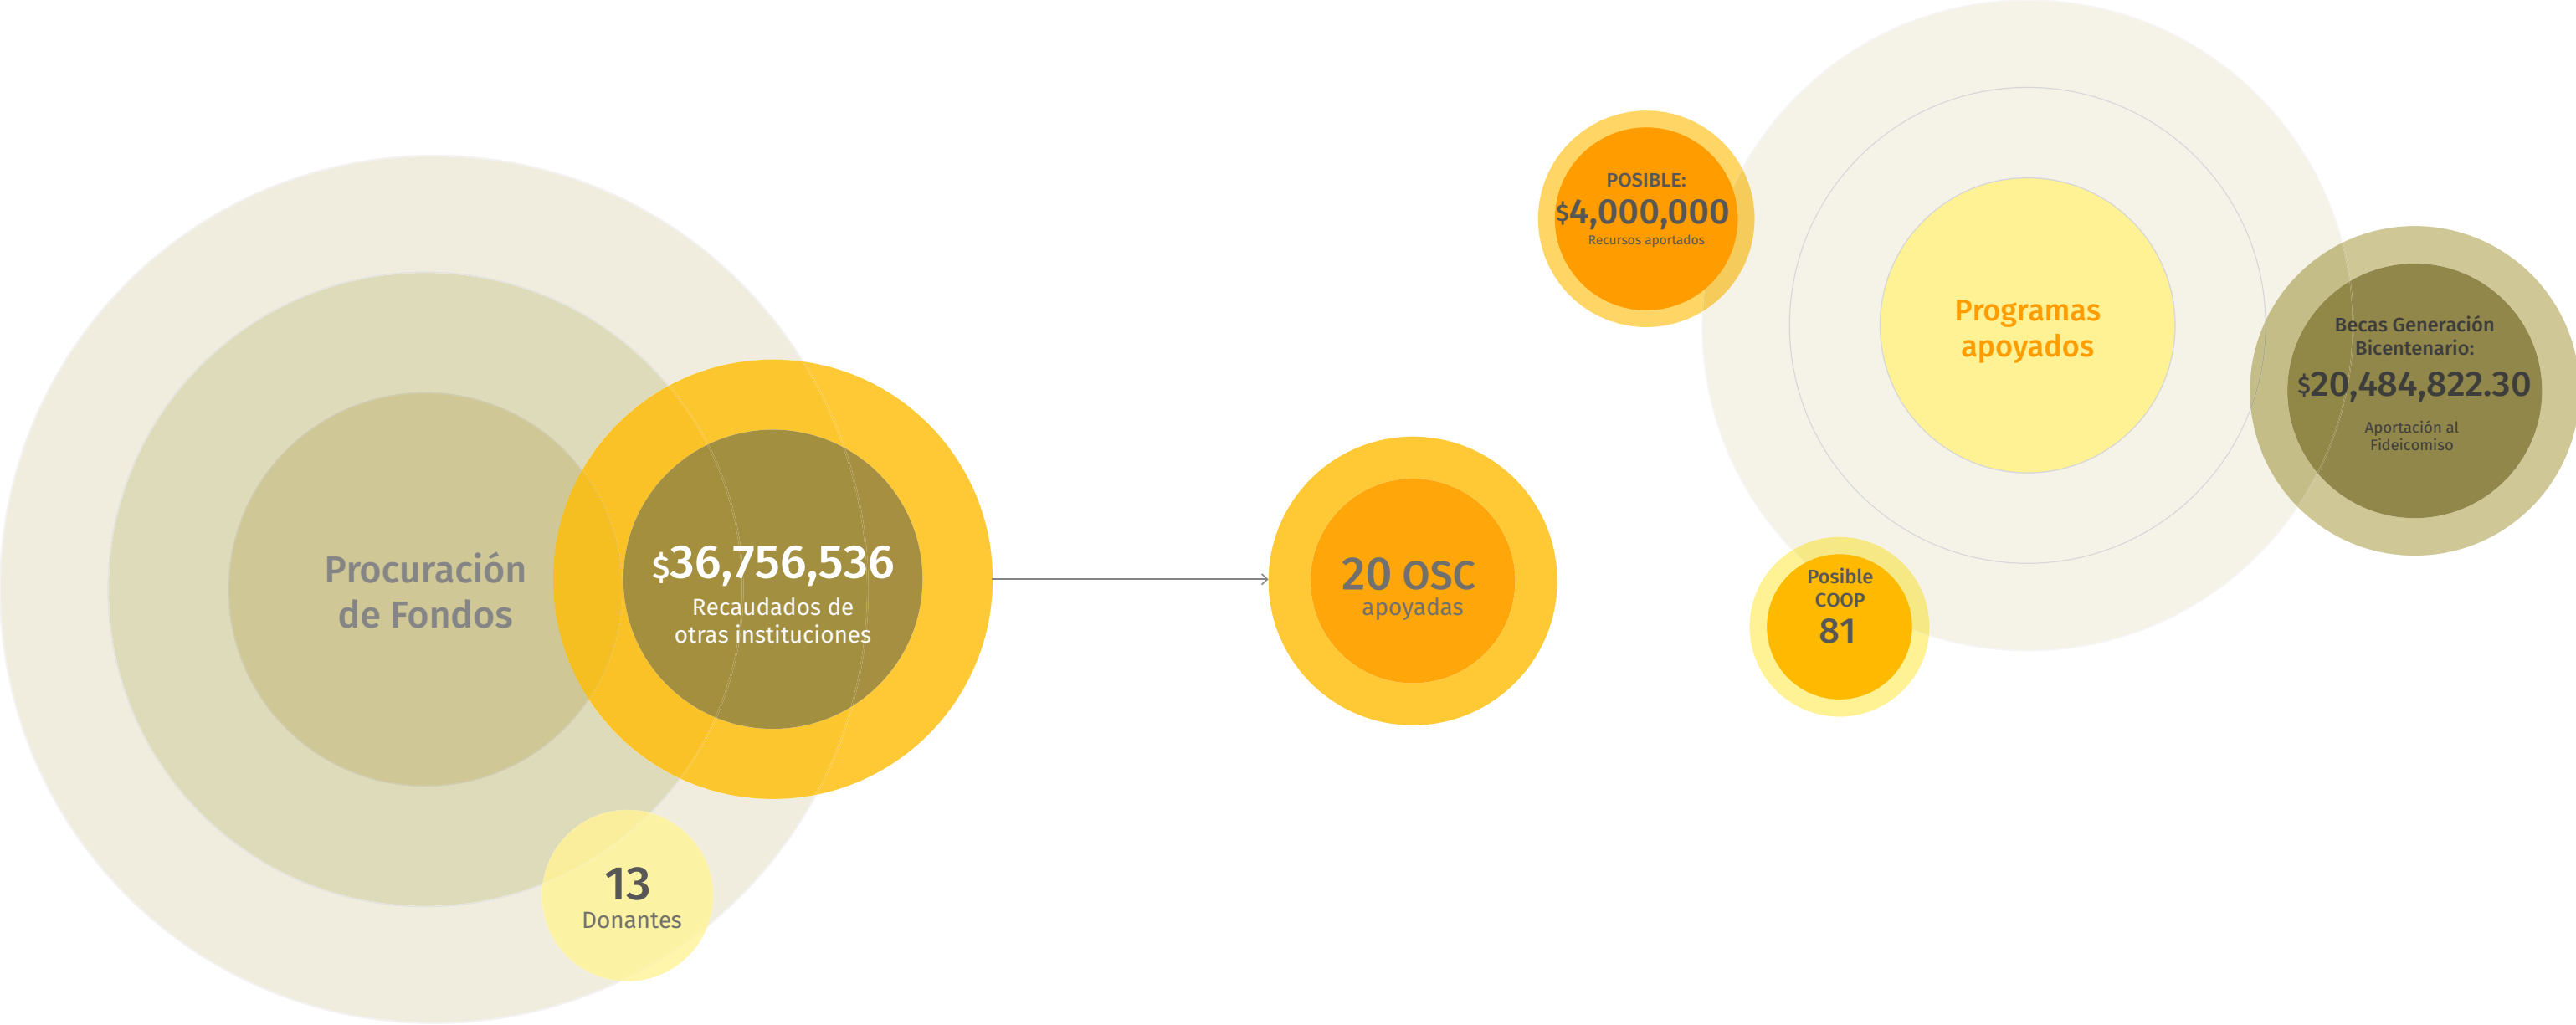 Procuración
de Fondos
$36,756,536
Recaudados de
otras instituciones
13
Donantes
20 OSC
apoyadas
POSIBLE:
$4,000,000
Recursos aportados
Programas
apoyados
Becas Generación
Bicentenario:
$20,484,822.30
Aportación al
Fideicomiso
Posible
COOP
81